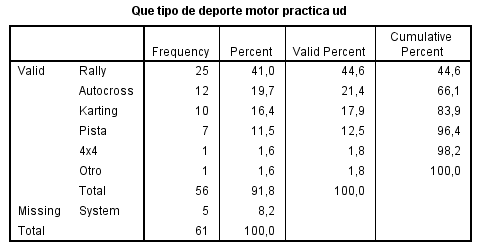 Que tipo de deporte motor practica ud
Frequency Percent Valid Percent Cumulative Percent
Valid Rally 25 41,0 44,6 44,6
Autocross 12 19,7 21,4 66,1
Karting 10 16,4 17,9 83,9
Pista 7 11,5 12,5 96,4
4x4 1 1,6 1,8 98,2
Otro 1 1,6 1,8 100,0
Total 56 91,8 100,0
Missing System 5 8,2
Total 61 100,0